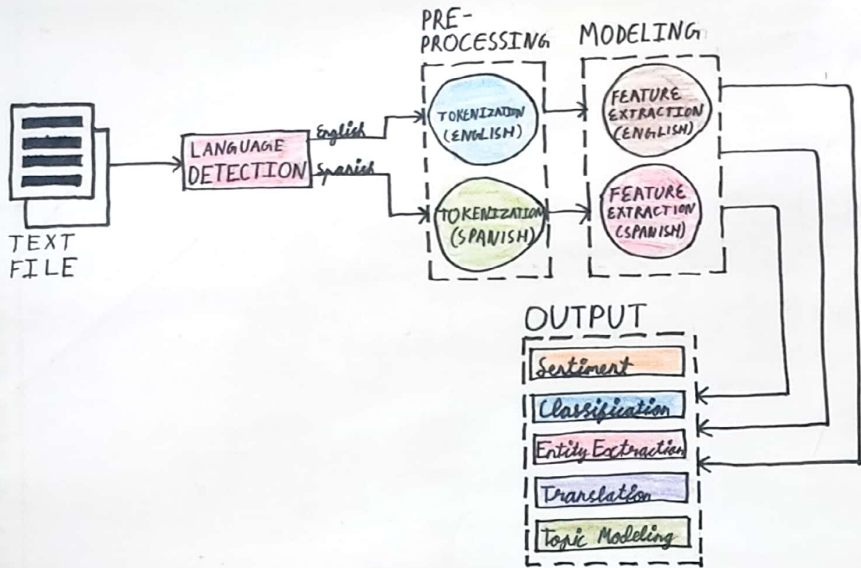 TEXT
FILE
LANGUAGE
DETECTION
English
Spanish
PRE-
PROCESSING
TOKENIZATION
(ENGLISH)
TOKENIZATION
(SPANISH)
MODELING
FEATURE
EXTRACTION
(ENGLISH)
FEATURE
EXTRACTION
(SPANISH)
OUTPUT
Sentiment
Classification
Entity Extraction
Translation
Topic Modeling